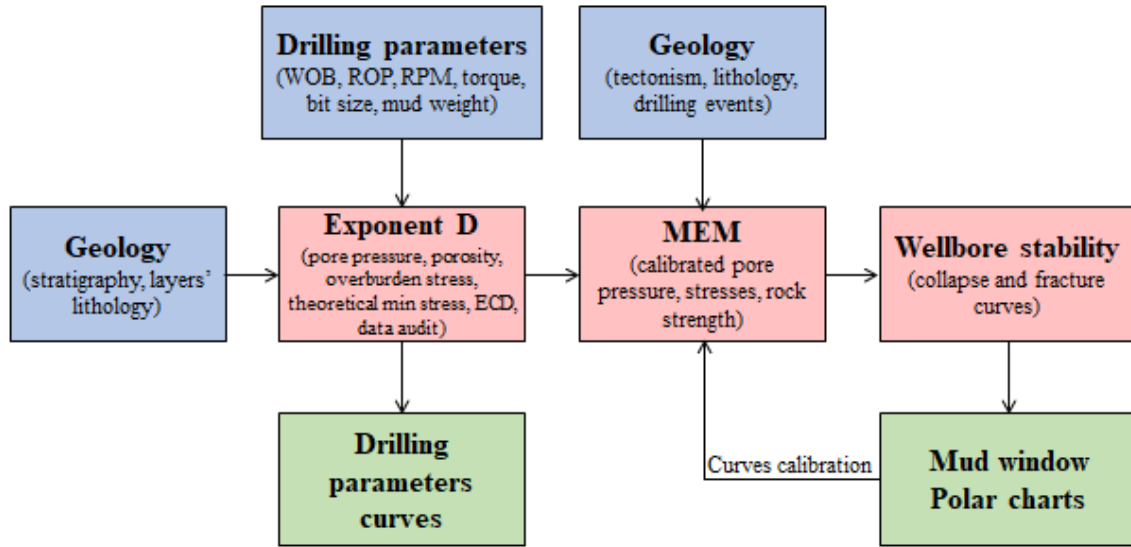 Drilling parameters
(WOB, ROP, RPM, torque,
bit size, mud weight)
Geology
(tectonism, lithology,
drilling events)
Geology
(stratigraphy, layers’
lithology)
Exponent D
(pore pressure, porosity,
overburden stress,
theoretical min stress, ECD,
data audit)
MEM
(calibrated pore
pressure, stresses, rock
strength)
Wellbore stability
(collapse and fracture
curves)
Drilling
parameters
curves
Curves calibration
Mud window
Polar charts